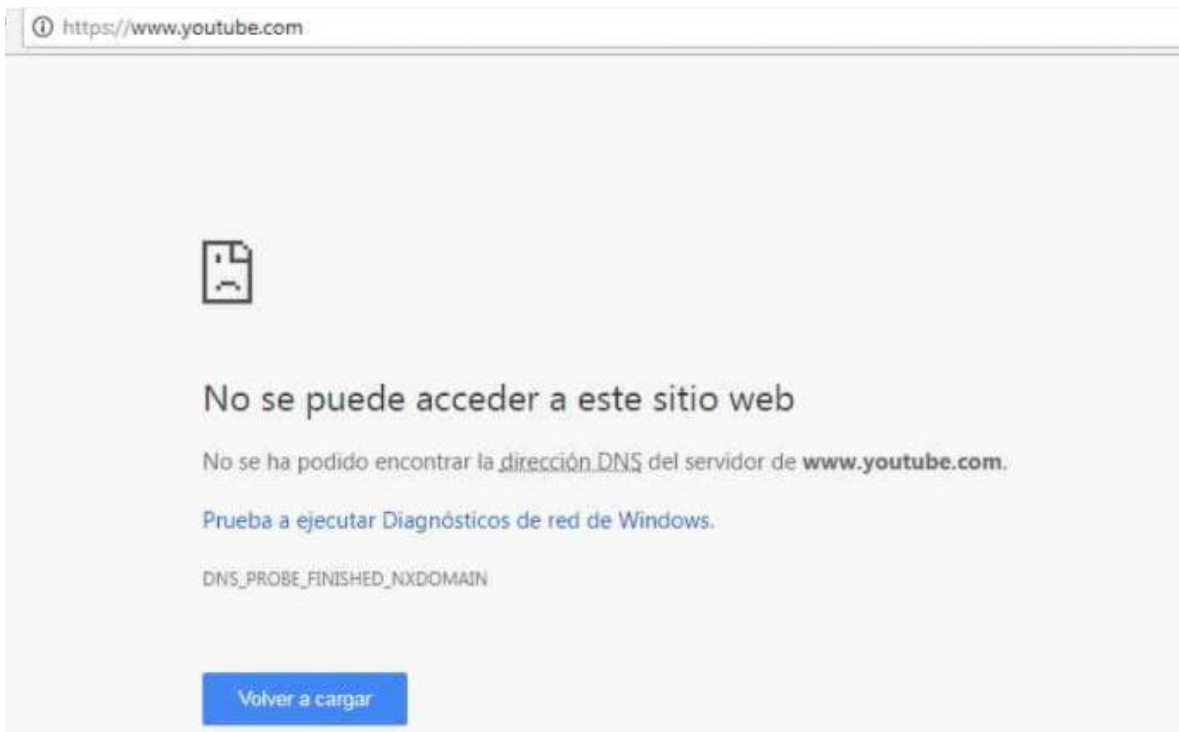 https://www.youtube.com
No se puede acceder a este sitio web
No se ha podido encontrar la dirección DNS del servidor de www.youtube.com.
Prueba a ejecutar Diagnósticos de red de Windows.
DNS_PROBE_FINISHED_NXDOMAIN
Volver a cargar